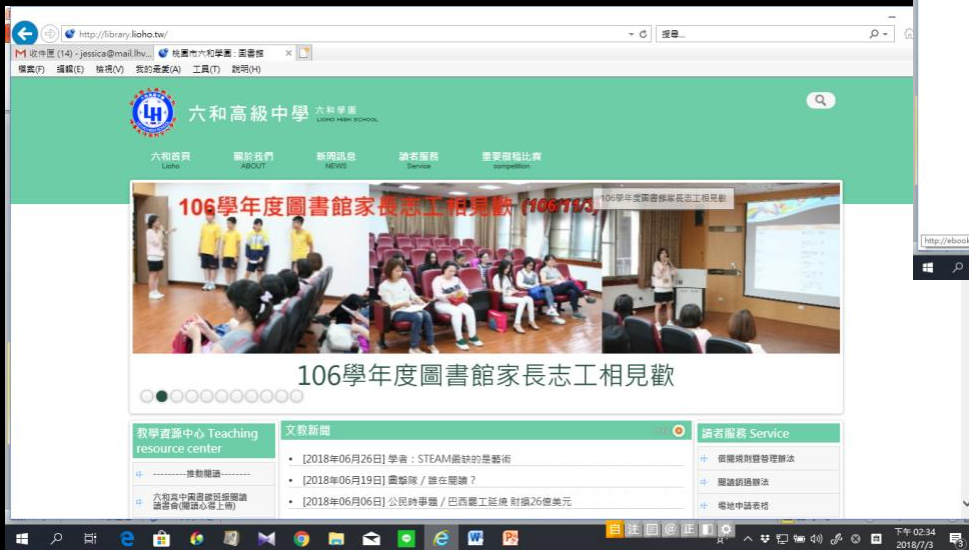 http://library.lioho.tw/
搜尋...
收件匣 (14) - jessica@mail.lhv...
桃園市六和學園 : 圖書館
檔案(F) 編輯(E) 檢視(V) 我的最愛(A) 工具(T) 說明(H)
六和高級中學 六和學園
LIOHO HIGH SCHOOL
六和首頁 關於我們 新聞訊息 讀者服務 重要徵稿比賽
Lioho ABOUT NEWS Service competition
106學年度圖書館家長志工相見歡 (106/11/3)
106學年度圖書館家長志工相見歡
106學年度圖書館家長志工相見歡
教學資源中心 Teaching resource center
---------推動閱讀--------
六和高中圖書館班級閱讀
讀書會(閱讀心得上傳)
文教新聞
[2018年06月26日] 學者：STEAM最缺的是藝術
[2018年06月19日] 畫擊隊 / 誰在閱讀？
[2018年06月06日] 公民時事題 / 巴西罷工延燒 財損26億美元
讀者服務 Service
借閱規則暨管理辦法
閱讀銷過辦法
場地申請表格
http://ebook
下午 02:34
2018/7/3